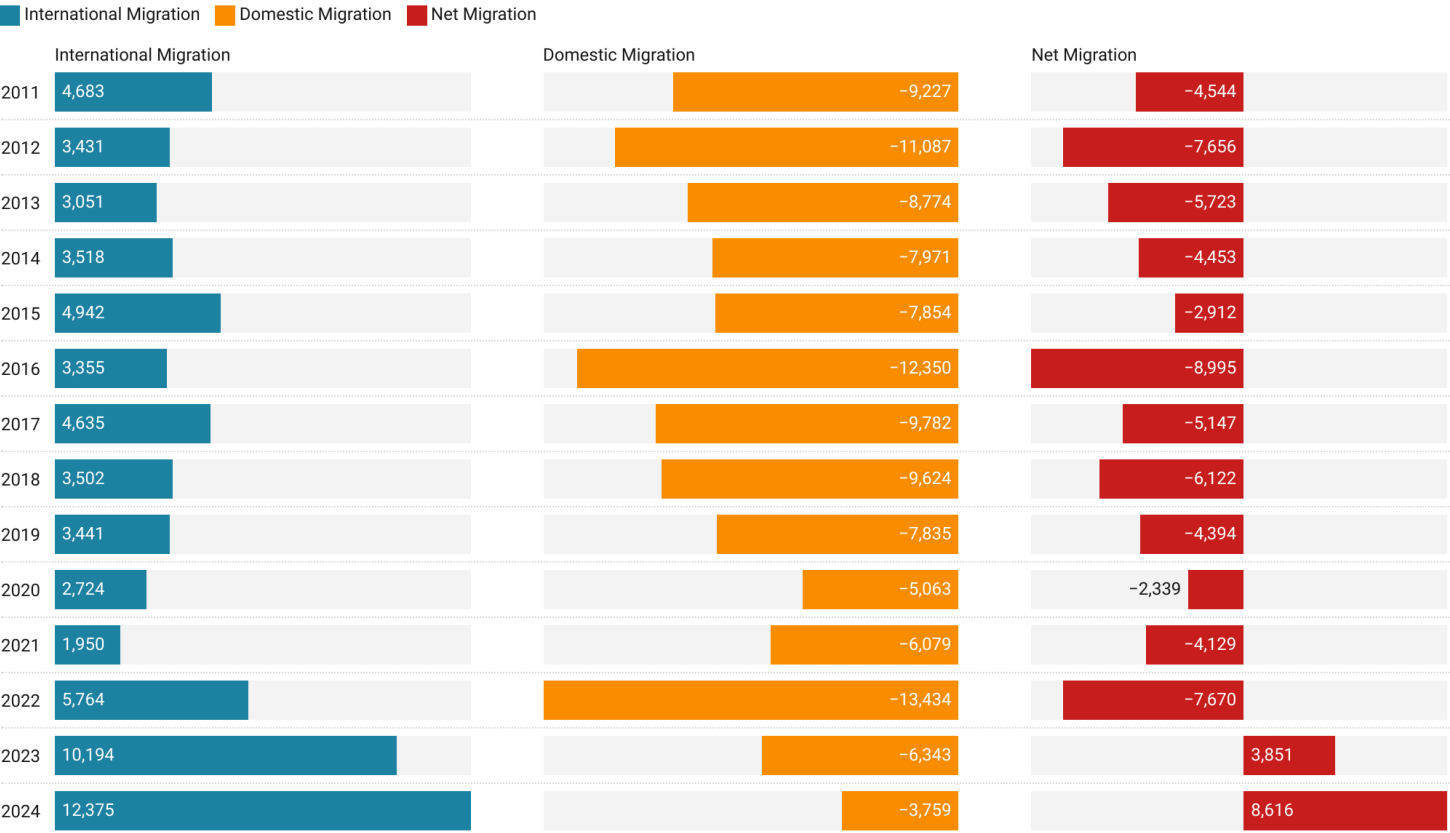 International Migration Domestic Migration Net Migration
International Migration Domestic Migration Net Migration
2011 4,683 −9,227 −4,544
2012 3,431 −11,087 −7,656
2013 3,051 −8,774 −5,723
2014 3,518 −7,971 −4,453
2015 4,942 −7,854 −2,912
2016 3,355 −12,350 −8,995
2017 4,635 −9,782 −5,147
2018 3,502 −9,624 −6,122
2019 3,441 −7,835 −4,394
2020 2,724 −5,063 −2,339
2021 1,950 −6,079 −4,129
2022 5,764 −13,434 −7,670
2023 10,194 −6,343 3,851
2024 12,375 −3,759 8,616